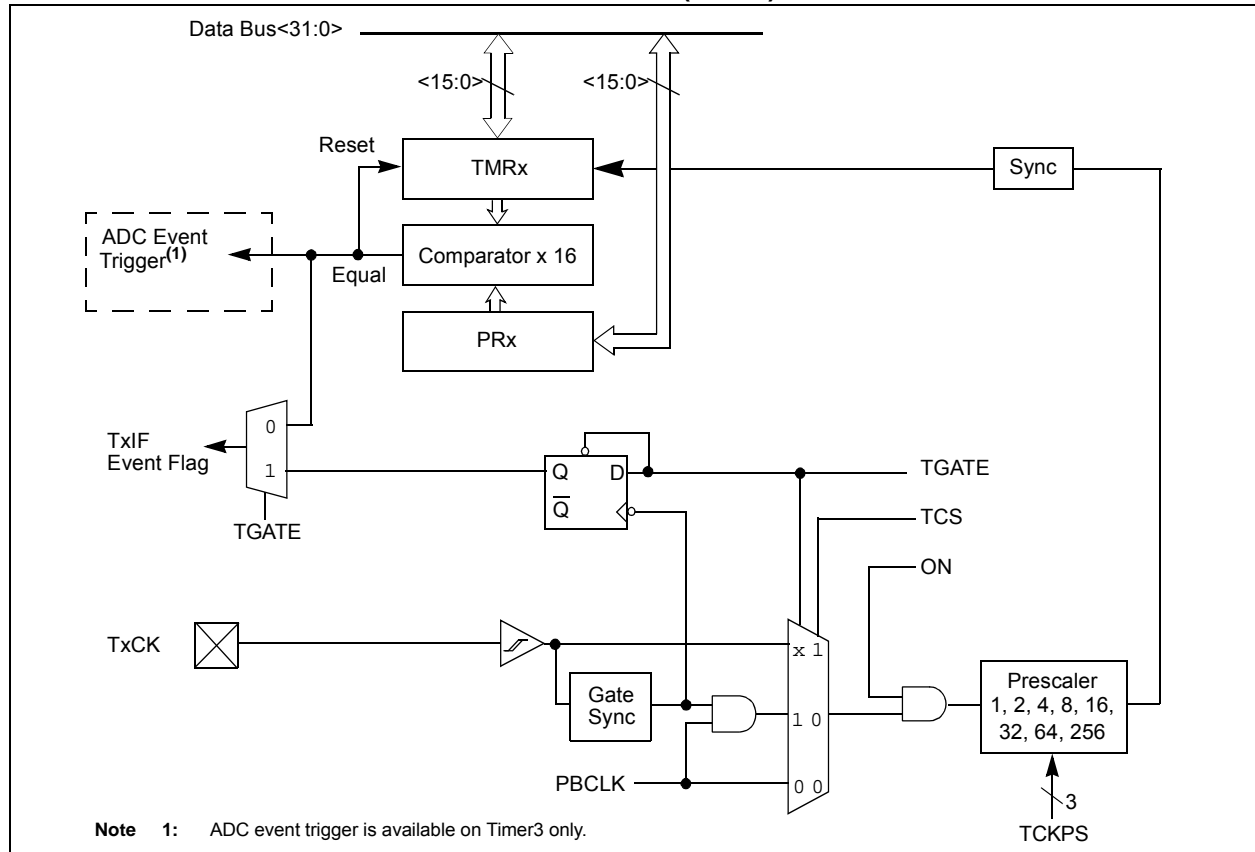 Data Bus<31:0>
<15:0>
<15:0>
Reset
TMRx
Sync
ADC Event
Trigger(1)
Equal
Comparator x 16
PRx
0
1
TxIF
Event Flag
TGATE
Q
D
Q̅
TGATE
TCS
ON
TxCK
x 1
Gate
Sync
1 0
Prescaler
1, 2, 4, 8, 16,
32, 64, 256
PBCLK
0 0
3
TCKPS
Note 1: ADC event trigger is available on Timer3 only.